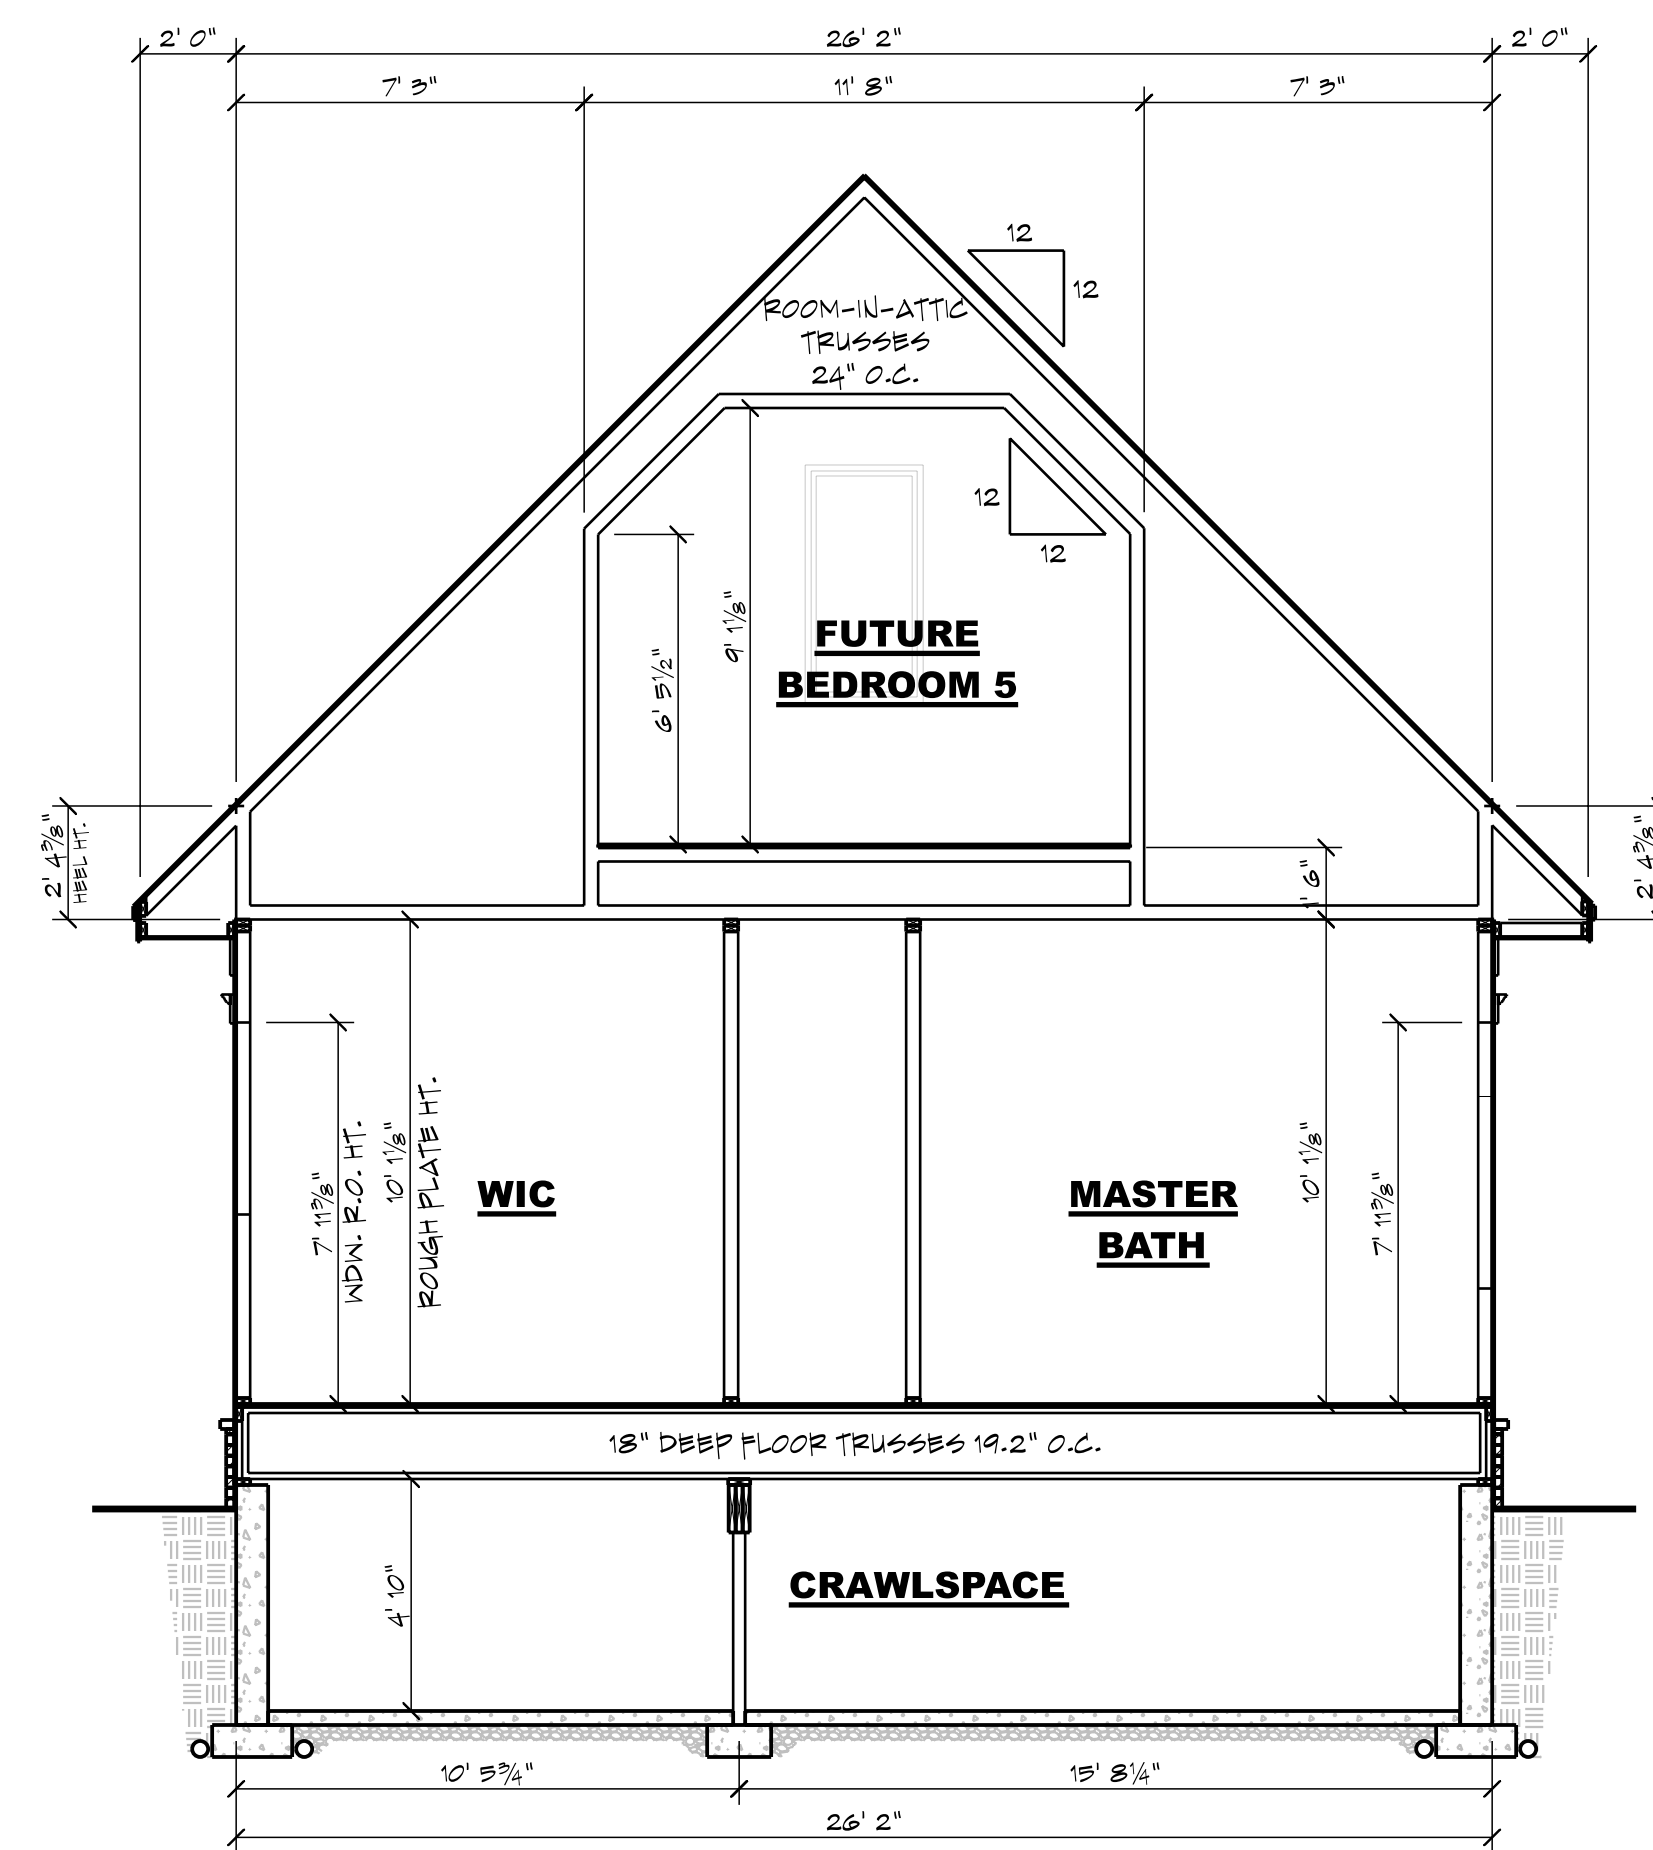 2' 0" 26' 2" 2' 0"
7' 3" 11' 8" 7' 3"
12
12
ROOM-IN-ATTIC
TRUSSES
24" O.C.
12
12
9' 1⅛"
6' 5½"
FUTURE
BEDROOM 5
2' 4⅜"
HEEL HT.
1' 6"
2' 4⅜"
7' 11⅜"
WDW. R.O. HT.
10' 1⅛"
ROUGH PLATE HT.
WIC
MASTER
BATH
10' 1⅛"
7' 11⅜"
18" DEEP FLOOR TRUSSES 19.2" O.C.
4' 10"
CRAWLSPACE
10' 5¾" 15' 8¼"
26' 2"